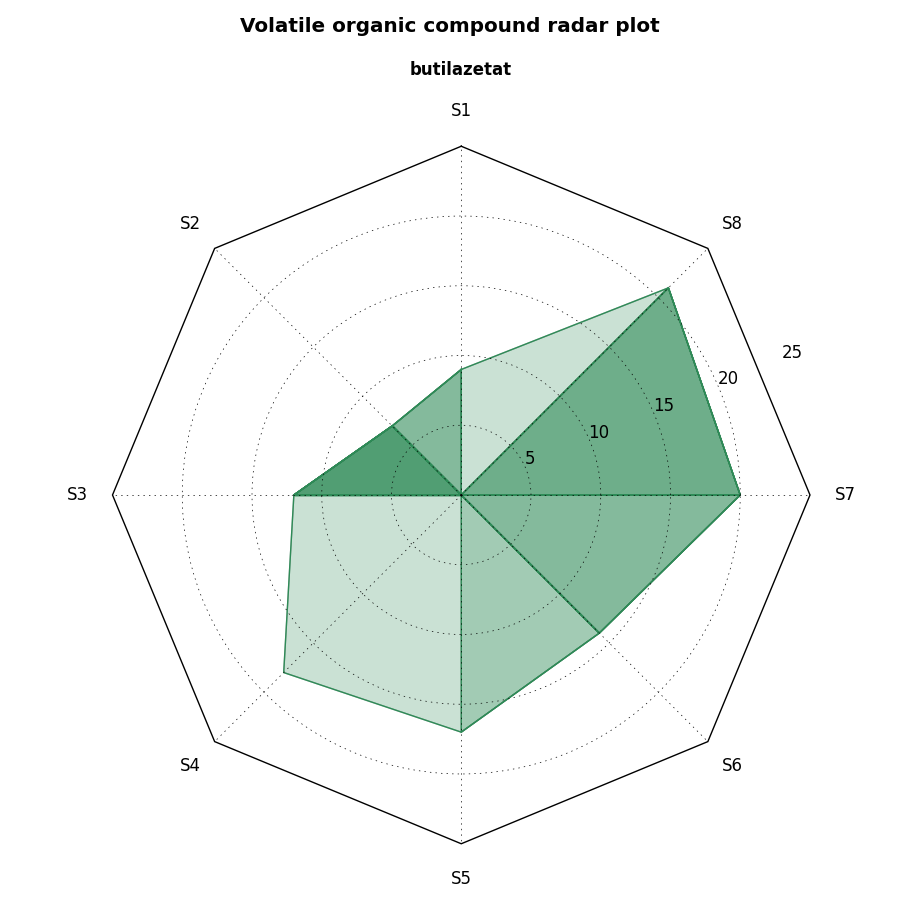 Volatile organic compound radar plot
butilazetat
S1
S2
S8
25
20
15
10
5
S3
S7
S4
S6
S5